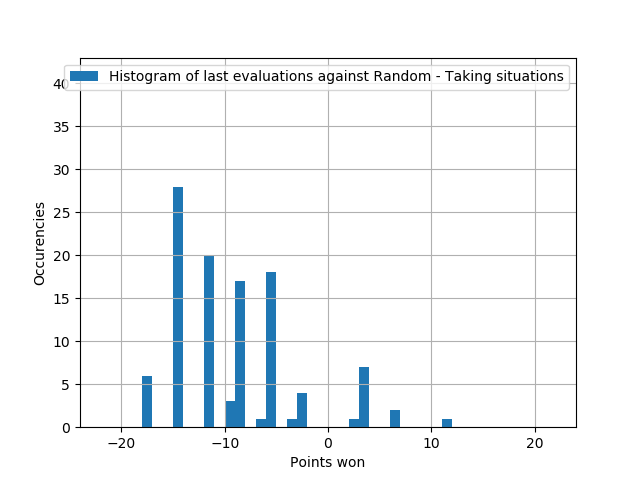 Histogram of last evaluations against Random - Taking situations
40
35
30
25
20
15
10
5
0
Occurencies
−20 −10 0 10 20
Points won